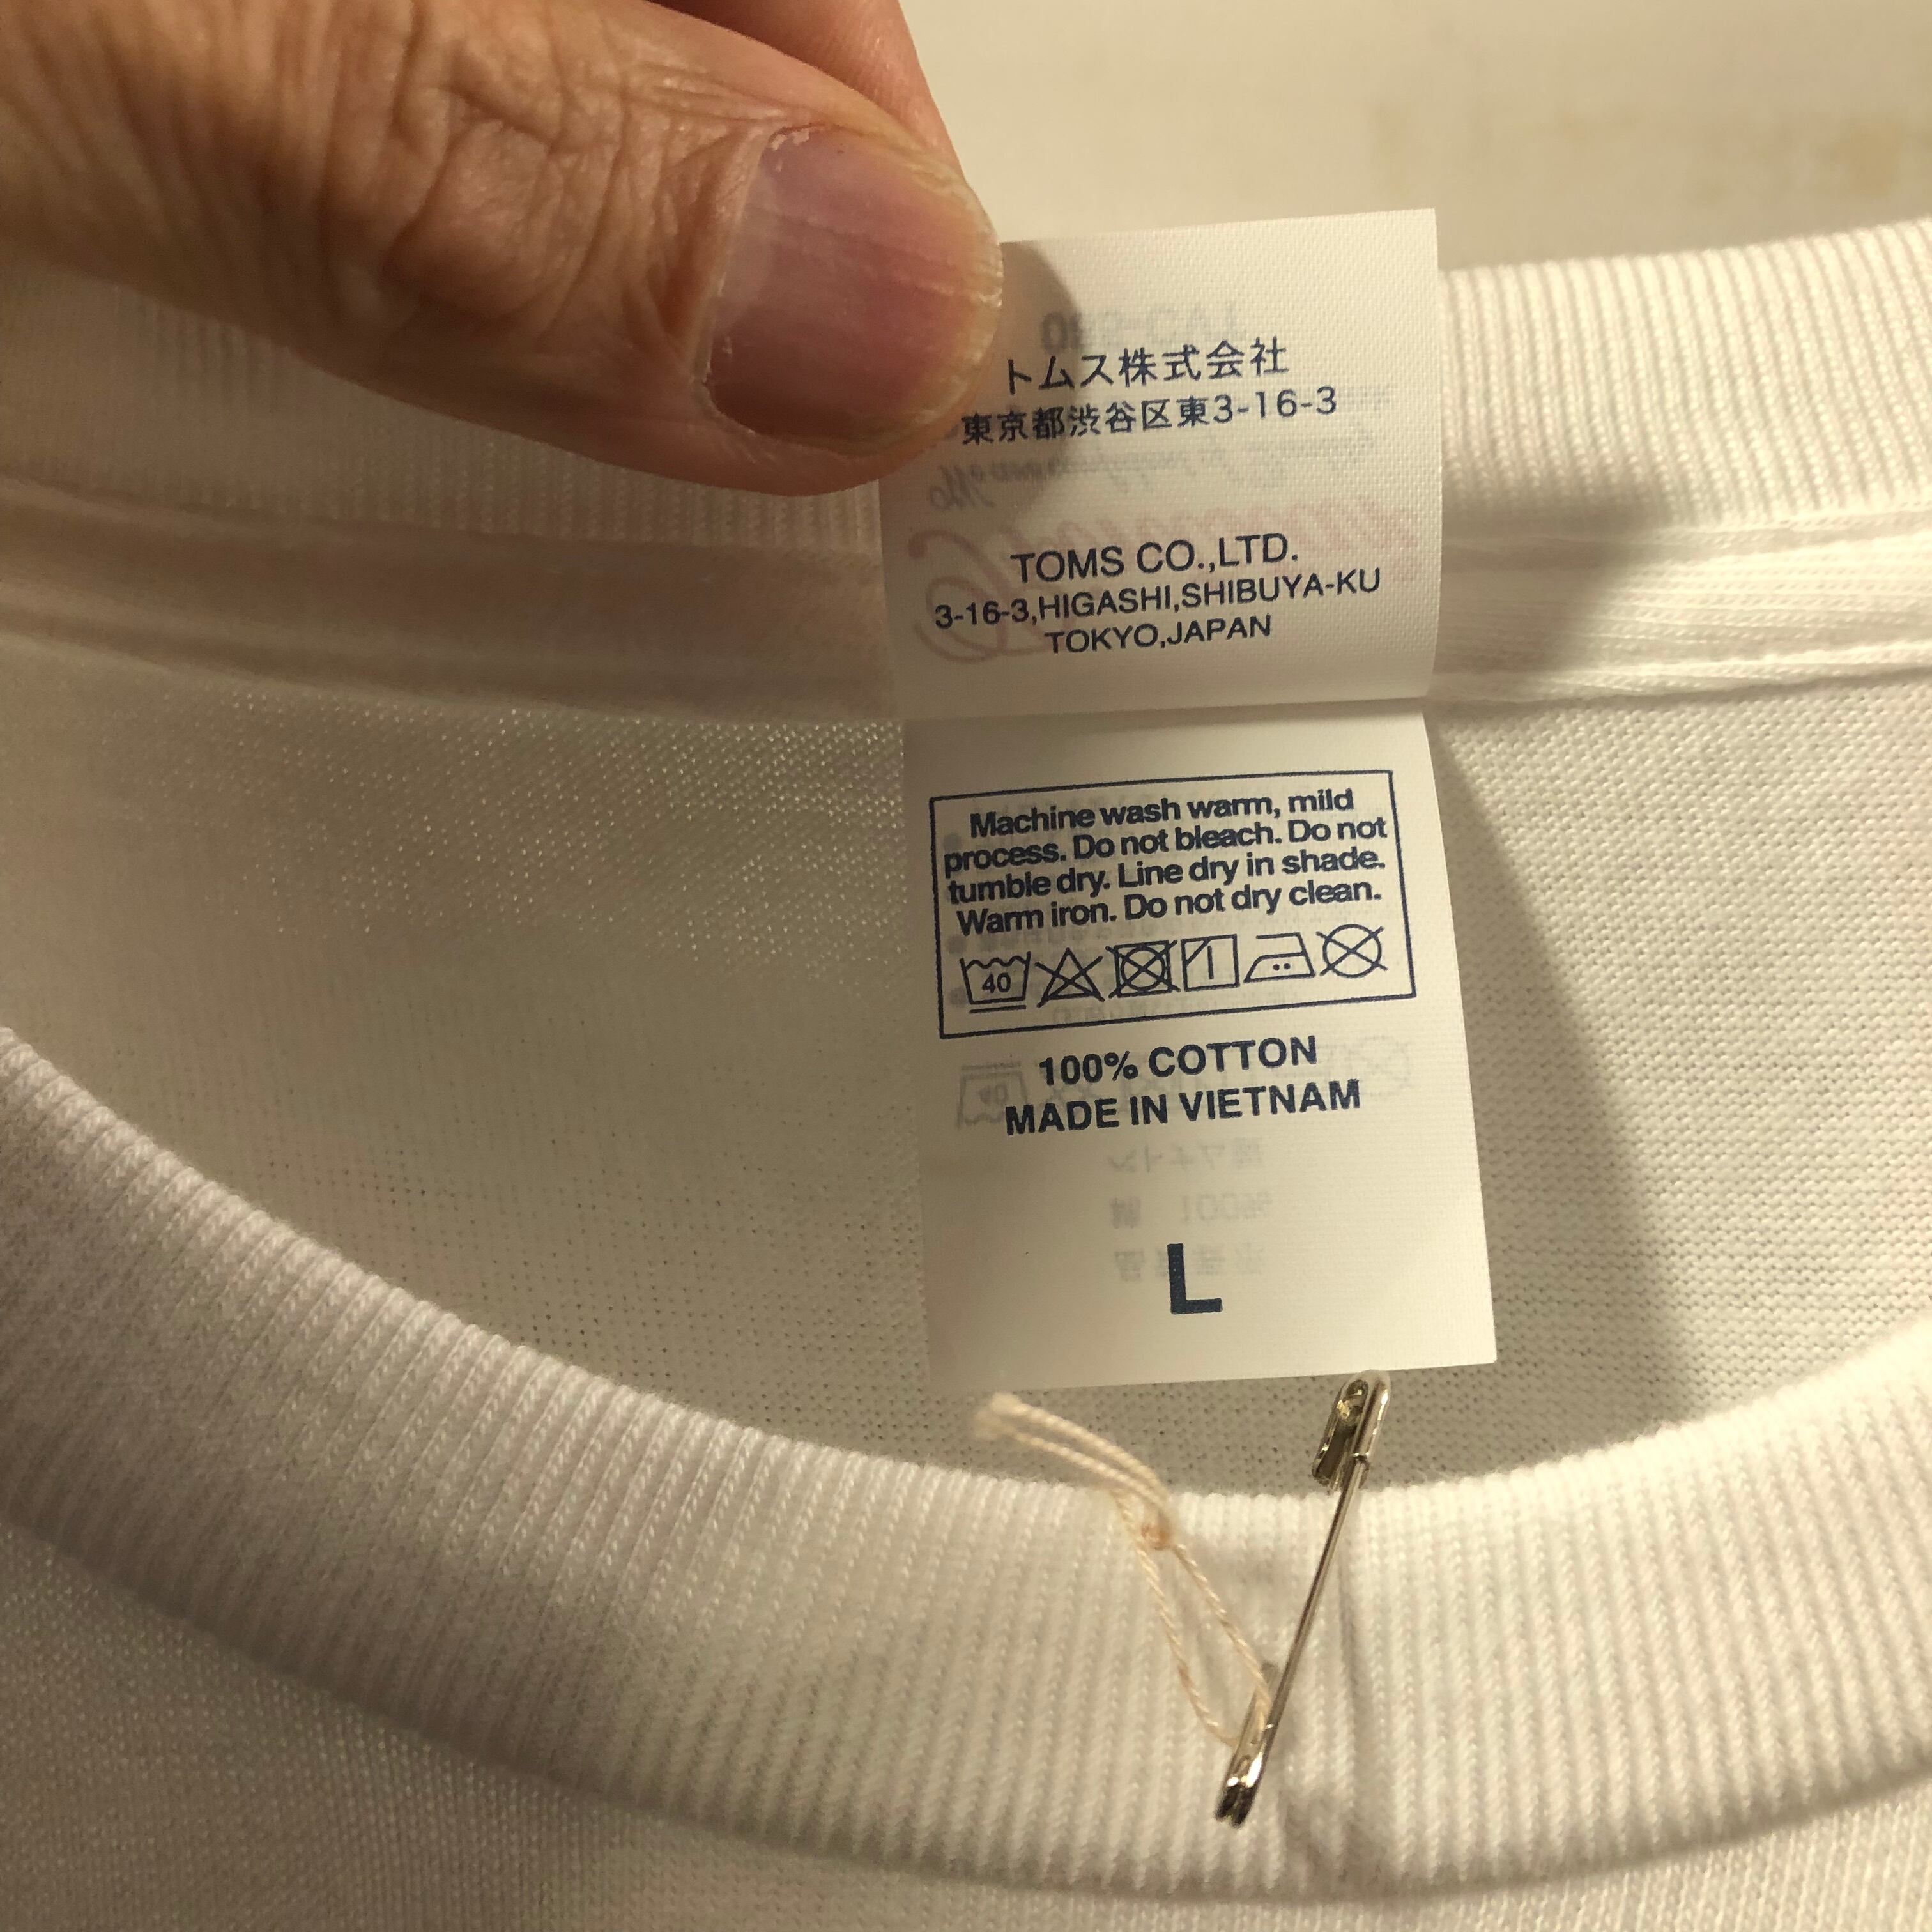 トムス株式会社
東京都渋谷区東3-16-3
TOMS CO.,LTD.
3-16-3,HIGASHI,SHIBUYA-KU
TOKYO,JAPAN
Machine wash warm, mild
process. Do not bleach. Do not
tumble dry. Line dry in shade.
Warm iron. Do not dry clean.
40
100% COTTON
MADE IN VIETNAM
L